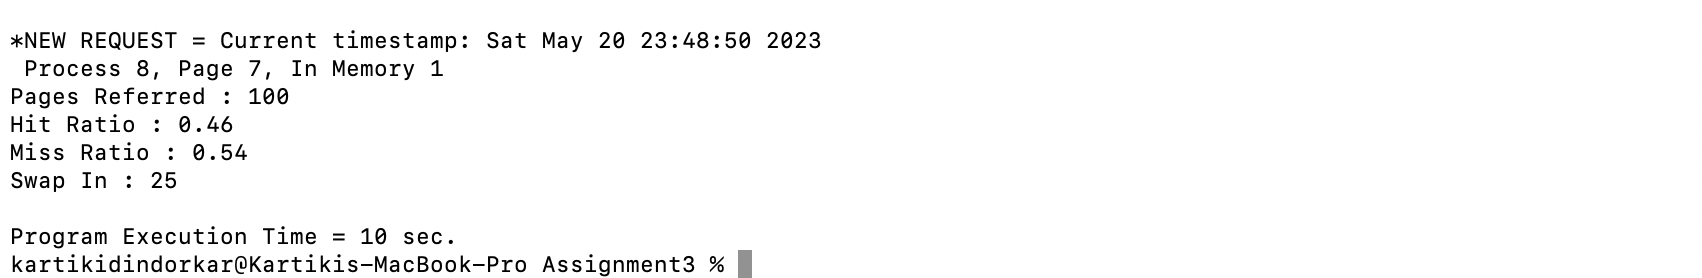 *NEW REQUEST = Current timestamp: Sat May 20 23:48:50 2023
Process 8, Page 7, In Memory 1
Pages Referred : 100
Hit Ratio : 0.46
Miss Ratio : 0.54
Swap In : 25
Program Execution Time = 10 sec.
kartikidindorkar@Kartikis-MacBook-Pro Assignment3 %